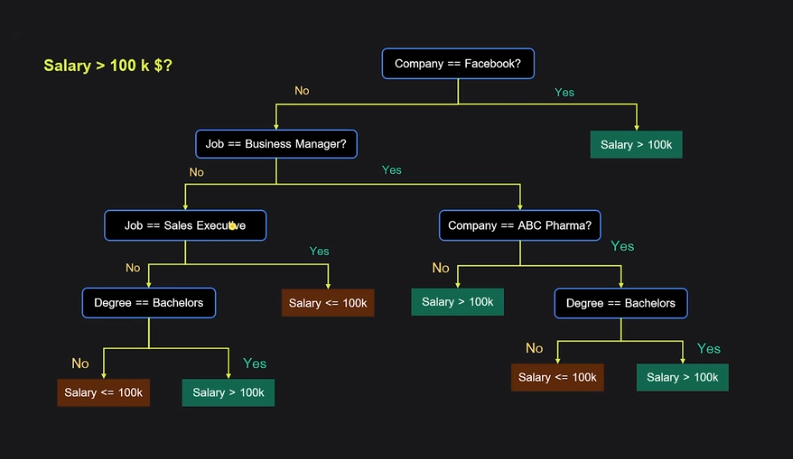 Salary > 100 k $?
Company == Facebook?
No
Yes
Job == Business Manager?
Salary > 100k
No
Yes
Job == Sales Executive
Company == ABC Pharma?
No
Yes
No
Yes
Degree == Bachelors
Salary <= 100k
Salary > 100k
Degree == Bachelors
No
Yes
No
Yes
Salary <= 100k
Salary > 100k
Salary <= 100k
Salary > 100k